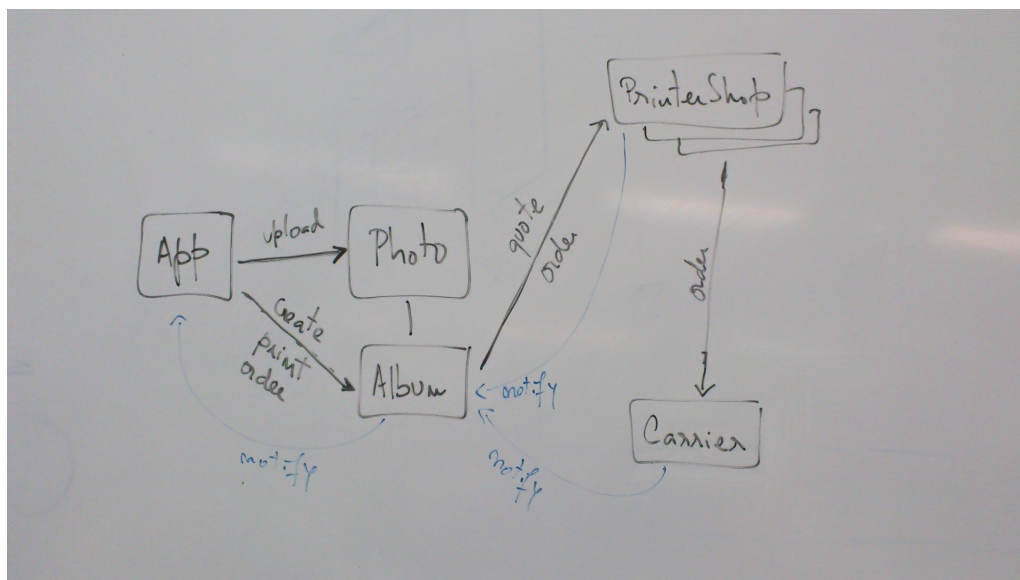 PrinterShop
upload
App
Photo
quote
order
order
Create
print
order
Album
notify
Carrier
notify
notify